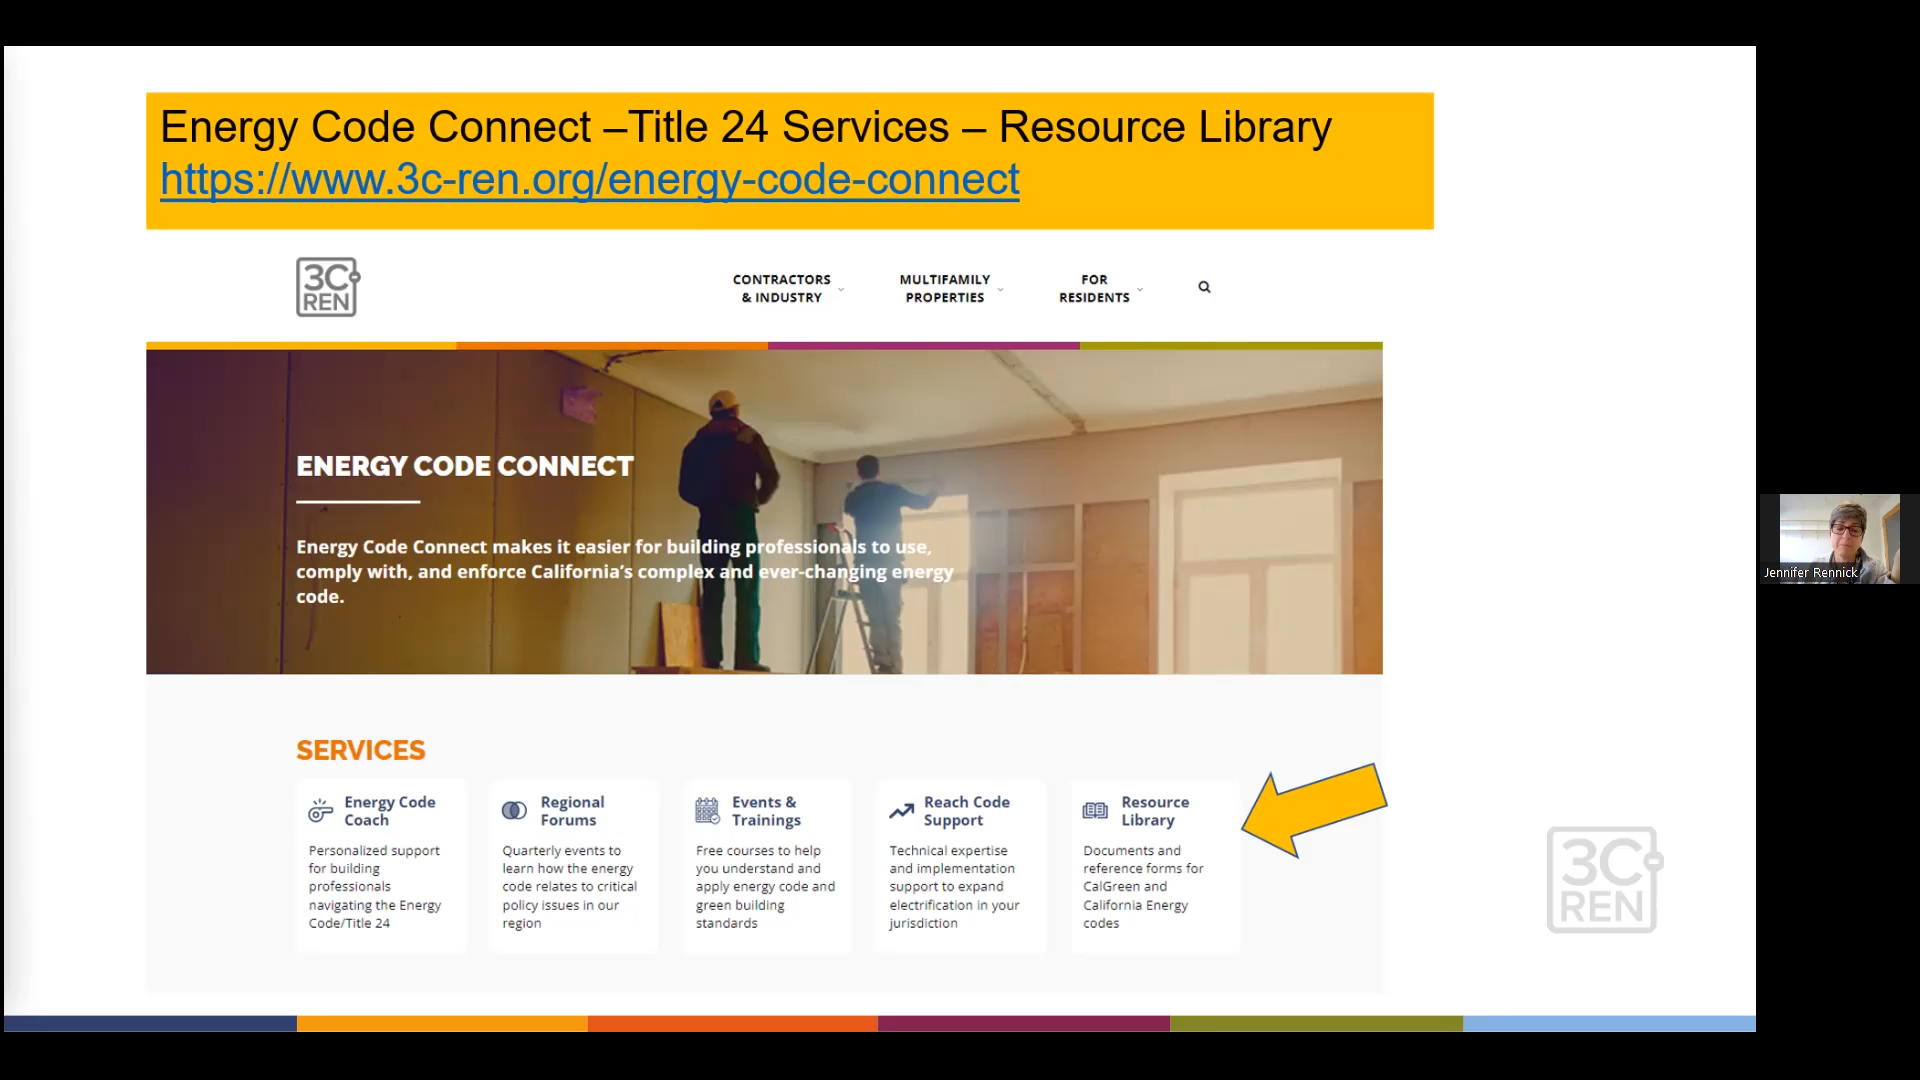 Energy Code Connect –Title 24 Services – Resource Library
https://www.3c-ren.org/energy-code-connect
3C
REN
CONTRACTORS
& INDUSTRY
MULTIFAMILY
PROPERTIES
FOR
RESIDENTS
ENERGY CODE CONNECT
Energy Code Connect makes it easier for building professionals to use,
comply with, and enforce California's complex and ever-changing energy
code.
Jennifer Rennick
SERVICES
Energy Code
Coach
Personalized support
for building
professionals
navigating the Energy
Code/Title 24
Regional
Forums
Quarterly events to
learn how the energy
code relates to critical
policy issues in our
region
Events &
Trainings
Free courses to help
you understand and
apply energy code and
green building
standards
Reach Code
Support
Technical expertise
and implementation
support to expand
electrification in your
jurisdiction
Resource
Library
Documents and
reference forms for
CalGreen and
California Energy
codes
3C
REN